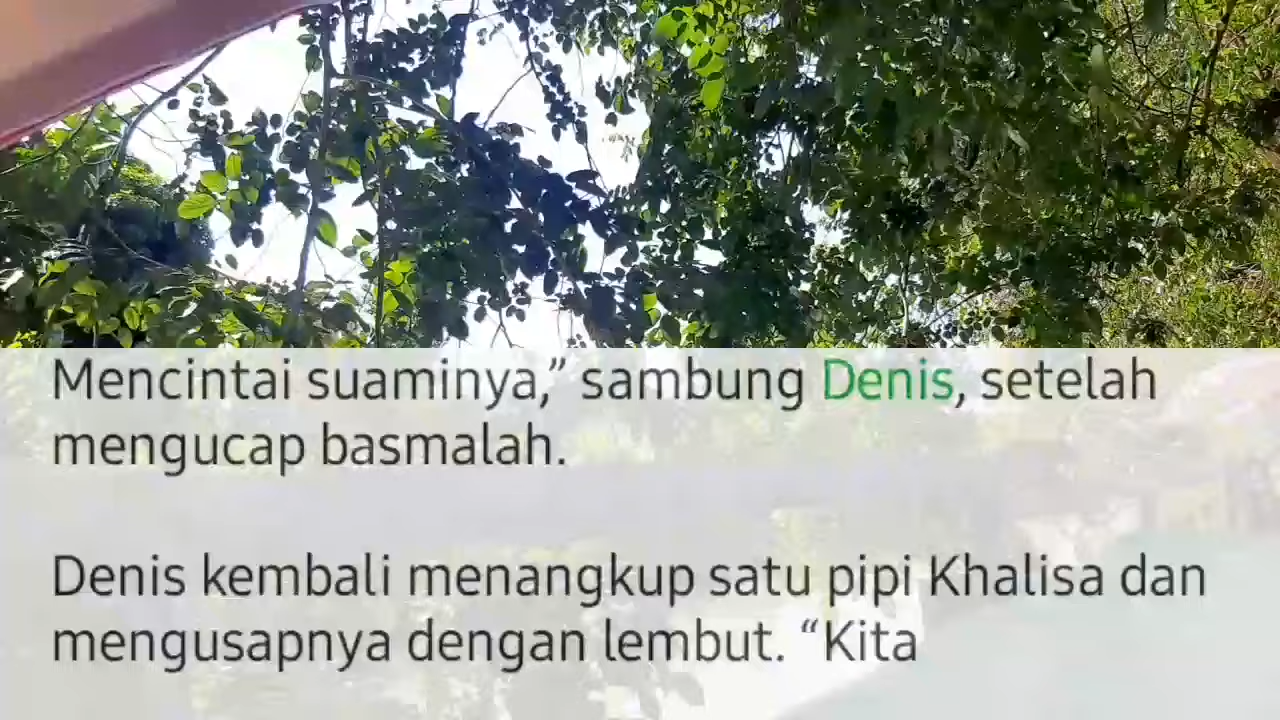 Mencintai suaminya,” sambung Denis, setelah
mengucap basmalah.
Denis kembali menangkup satu pipi Khalisa dan
mengusapnya dengan lembut. “Kita